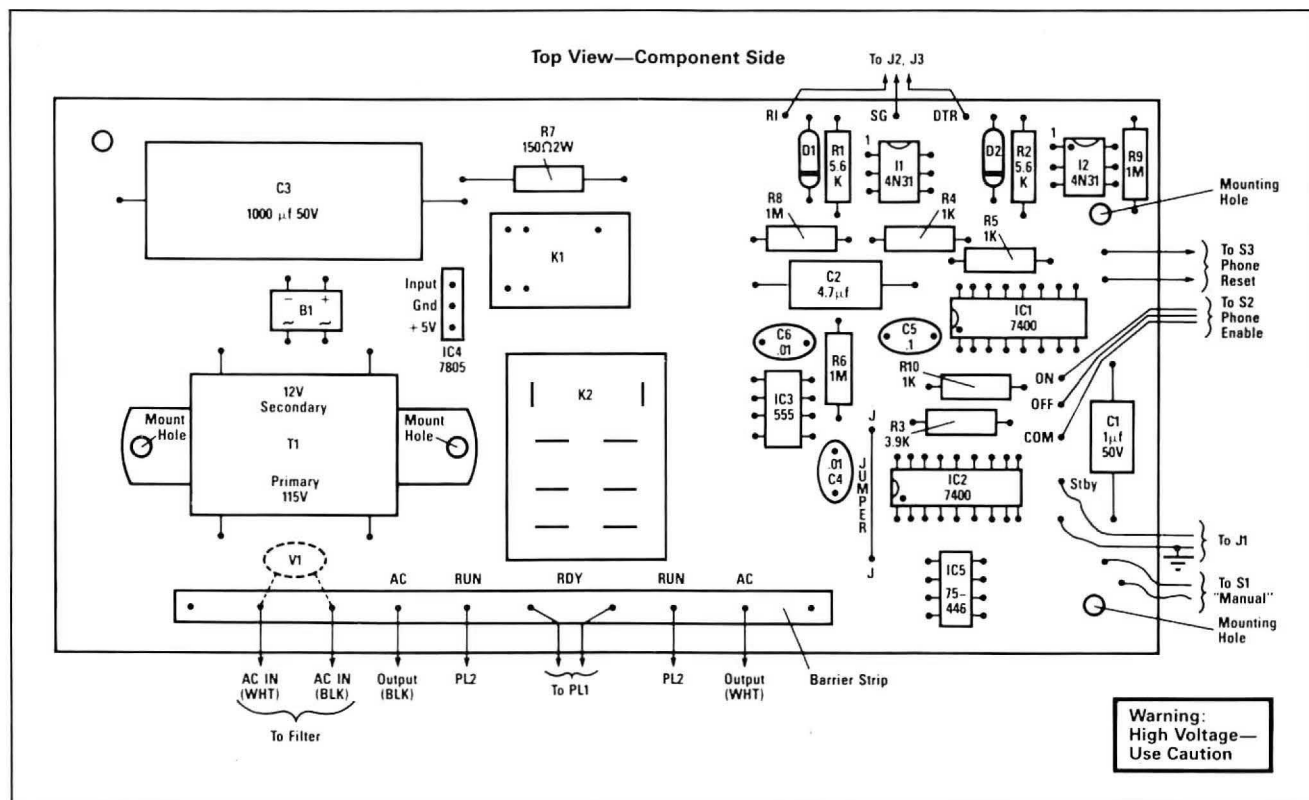 Top View—Component Side
To J2, J3
RI
SG
DTR
R7
150Ω2W
C3
1000 μf 50V
D1
R1
5.6
K
1
I1
4N31
D2
R2
5.6
K
1
I2
4N31
R9
1M
Mounting
Hole
R8
1M
R4
1K
R5
1K
K1
C2
4.7μf
To S3
Phone
Reset
To S2
Phone
Enable
B1
− +
~ ~
Input
Gnd
+ 5V
IC4
7805
IC1
7400
C6
.01
C5
.1
R6
1M
R10
1K
ON
OFF
COM
IC3
555
R3
3.9K
C1
1μf
50V
12V
Secondary
Mount
Hole
T1
Mount
Hole
Primary
115V
K2
J
JUMPER
J
.01
C4
IC2
7400
Stby
To J1
V1
AC
RUN
RDY
RUN
AC
IC5
75–
446
To S1
"Manual"
Mounting
Hole
AC IN
(WHT)
AC IN
(BLK)
Output
(BLK)
PL2
To PL1
PL2
Output
(WHT)
Barrier Strip
To Filter
Warning:
High Voltage—
Use Caution